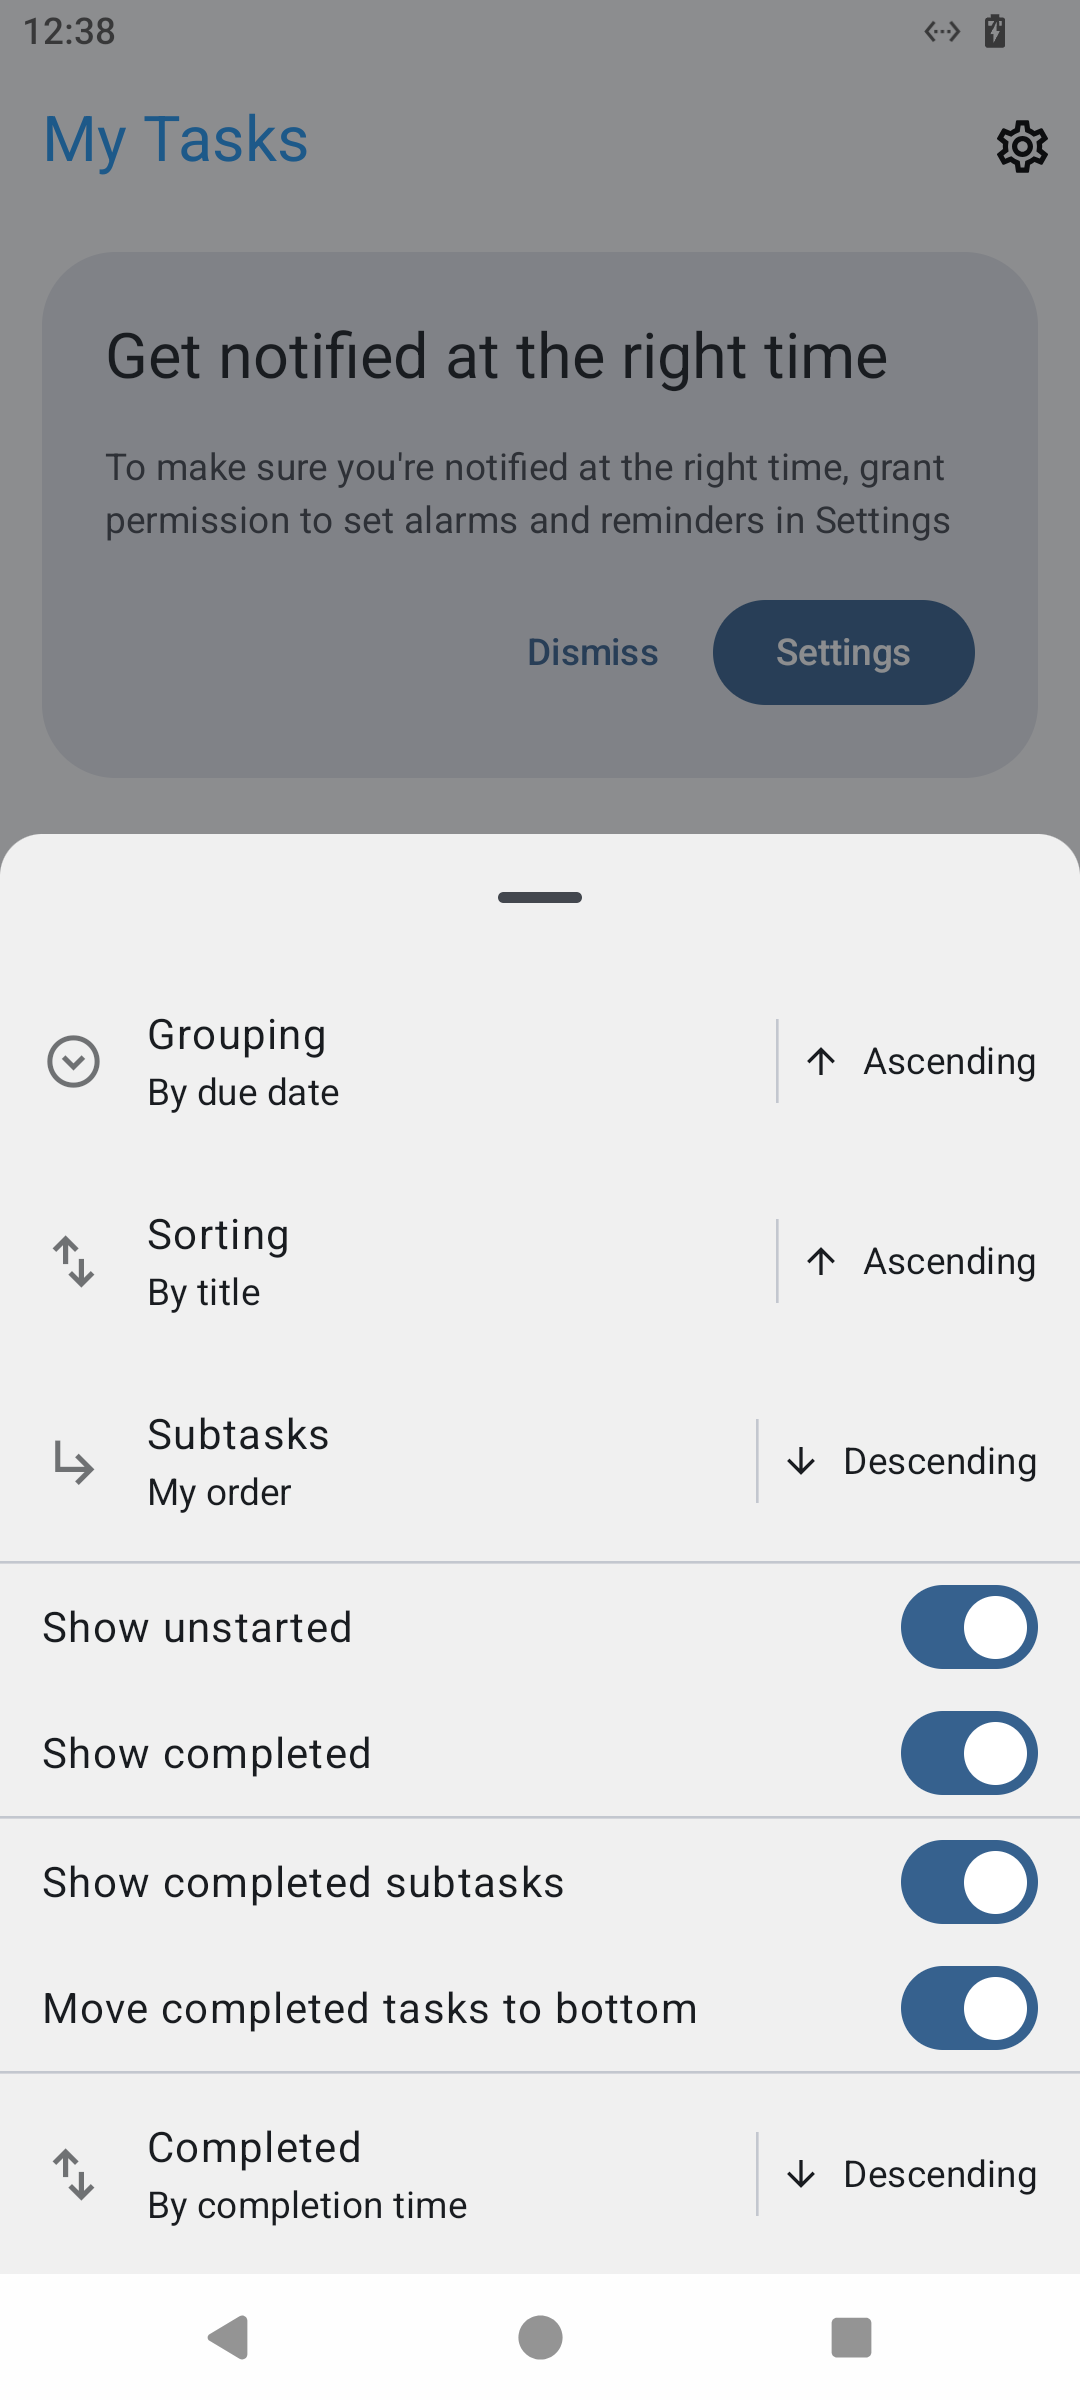 12:38
My Tasks
Get notified at the right time
To make sure you're notified at the right time, grant
permission to set alarms and reminders in Settings
Dismiss
Settings
Grouping
By due date
Ascending
Sorting
By title
Ascending
Subtasks
My order
Descending
Show unstarted
Show completed
Show completed subtasks
Move completed tasks to bottom
Completed
By completion time
Descending